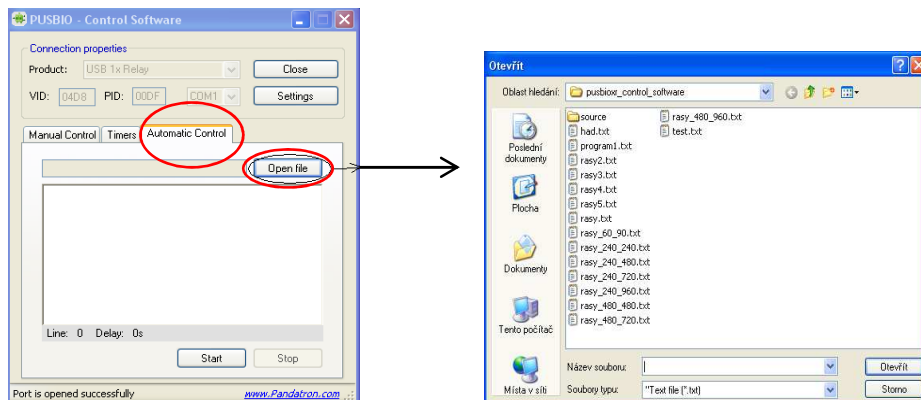 PUSBIO - Control Software
Connection properties
Product: USB 1x Relay Close
VID: 04D8 PID: 00DF COM1 Settings
Manual Control Timers Automatic Control
Open file
Line: 0 Delay: 0s
Start Stop
Port is opened successfully www.Pandatron.com
Otevřít
Oblast hledání: pusbioxr_control_software
Poslední dokumenty
Plocha
Dokumenty
Tento počítač
Místa v síti
source
had.txt
program1.txt
rasy2.txt
rasy3.txt
rasy4.txt
rasy5.txt
rasy.txt
rasy_60_90.txt
rasy_240_240.txt
rasy_240_480.txt
rasy_240_720.txt
rasy_240_960.txt
rasy_480_480.txt
rasy_480_720.txt
rasy_480_960.txt
test.txt
Název souboru: Otevřít
Soubory typu: "Text file (*.txt) Storno